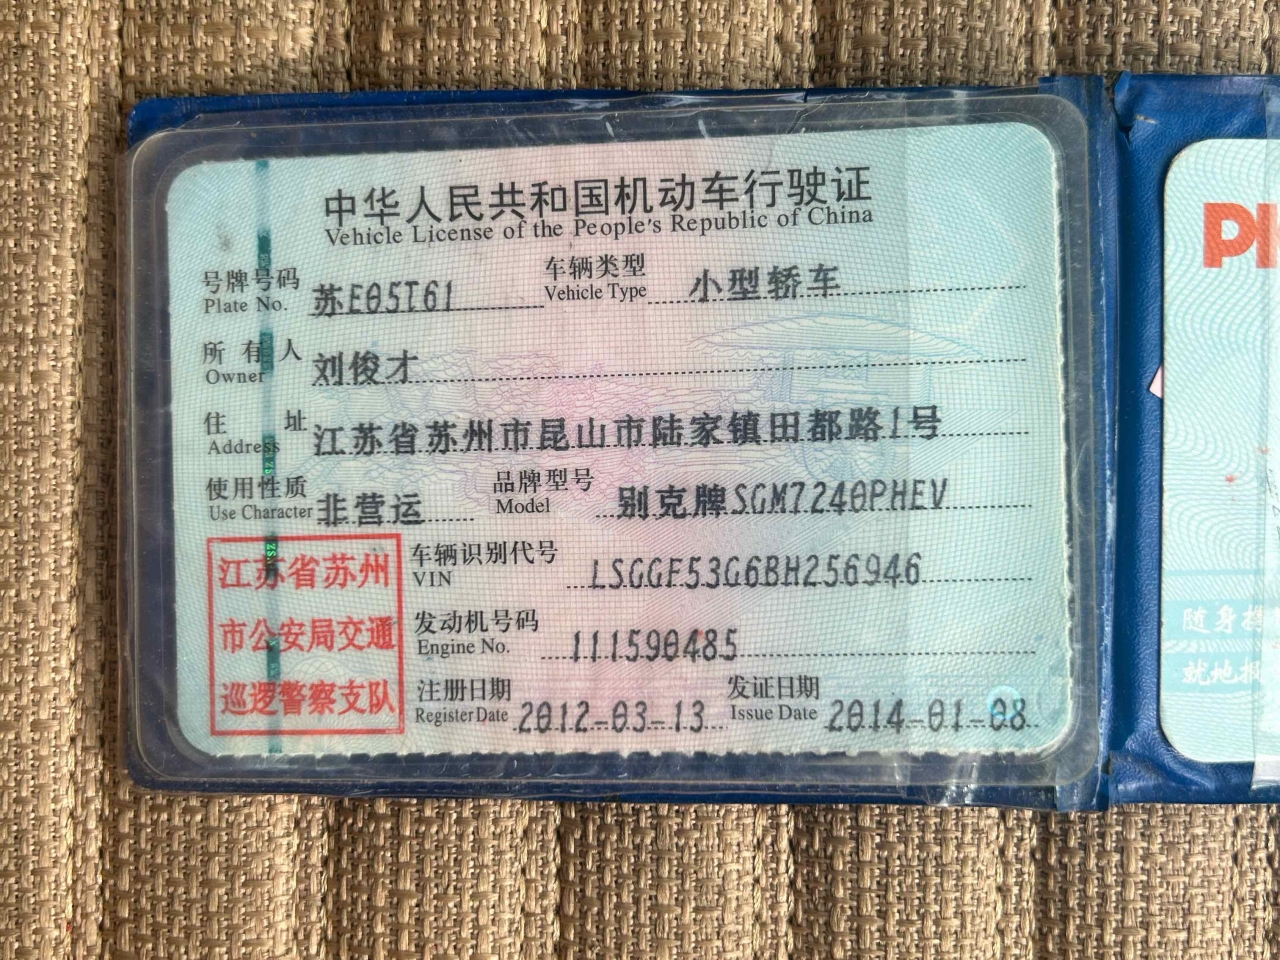 中华人民共和国机动车行驶证
Vehicle License of the People's Republic of China
号牌号码 苏E05T61 车辆类型 小型轿车
Plate No. Vehicle Type
所有人 刘俊才
Owner
住址 江苏省苏州市昆山市陆家镇田都路1号
Address
使用性质 非营运 品牌型号 别克牌SGM7240PHEV
Use Character Model
江苏省苏州
市公安局交通
巡逻警察支队
车辆识别代号 LSGGF53G6BH256946
VIN
发动机号码 111590485
Engine No.
注册日期 2012-03-13 发证日期 2014-01-08
Register Date Issue Date
随身
就地